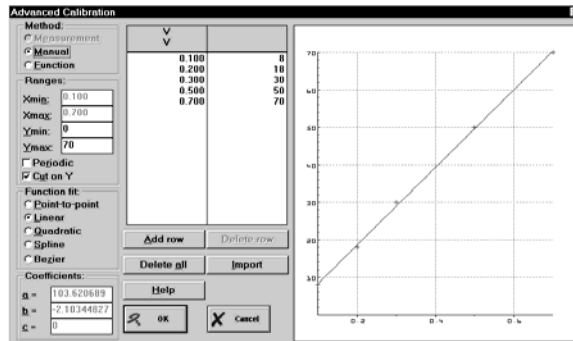 Advanced Calibration
Method:
Measurement
Manual
Function
Ranges:
Xmin: 0.100
Xmax: 0.700
Ymin: 0
Ymax: 70
Periodic
Cut on Y
Function fit:
Point-to-point
Linear
Quadratic
Spline
Bezier
Coefficients:
a = 103.620689
b = -2.10344827
c = 0
V
V
0.100 8
0.200 18
0.300 30
0.500 50
0.700 70
Add row Delete row
Delete all Import
Help
OK Cancel
70
60
50
40
30
20
10
0.2 0.4 0.6